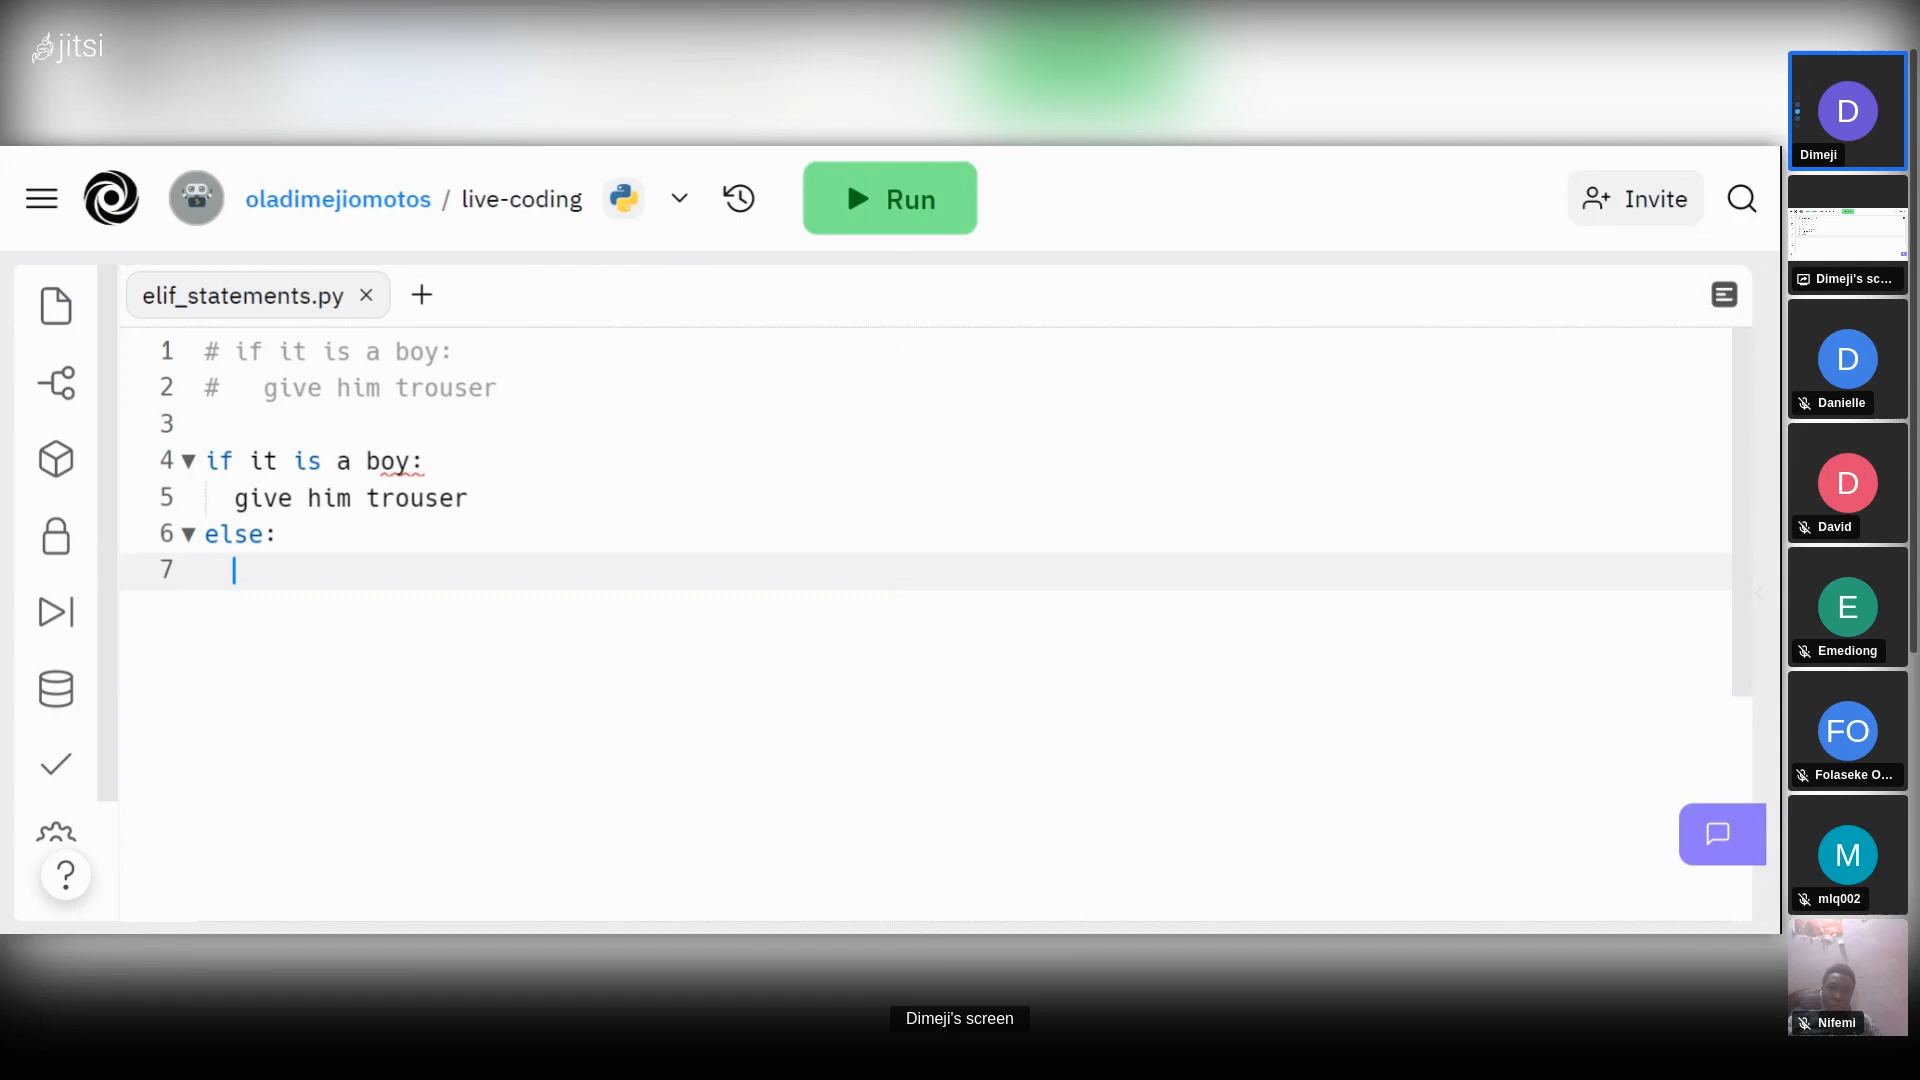 jitsi
oladimejiomotos / live-coding
Run
Invite
elif_statements.py × +
1 # if it is a boy:
2 #   give him trouser
3
4 if it is a boy:
5   give him trouser
6 else:
7
?
Dimeji's screen
D
Dimeji
Dimeji's sc...
D
Danielle
D
David
E
Emediong
FO
Folaseke O...
M
mlq002
Nifemi